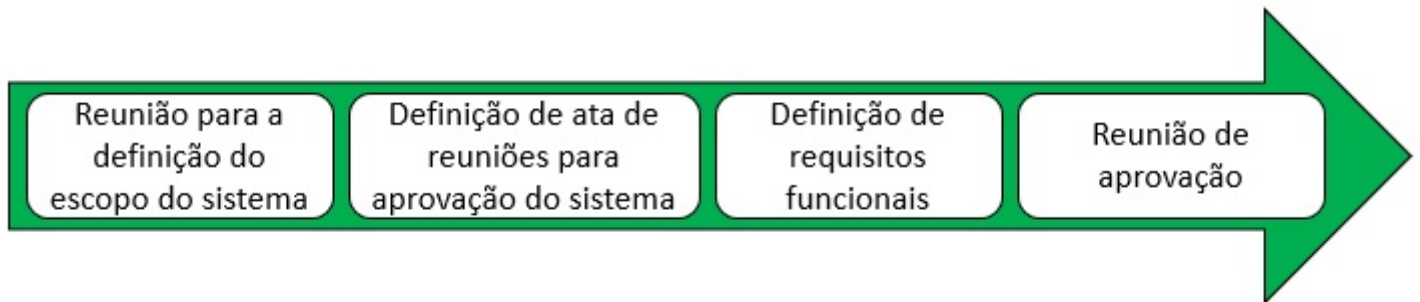 Reunião para a
definição do
escopo do sistema
Definição de ata de
reuniões para
aprovação do sistema
Definição de
requisitos
funcionais
Reunião de
aprovação